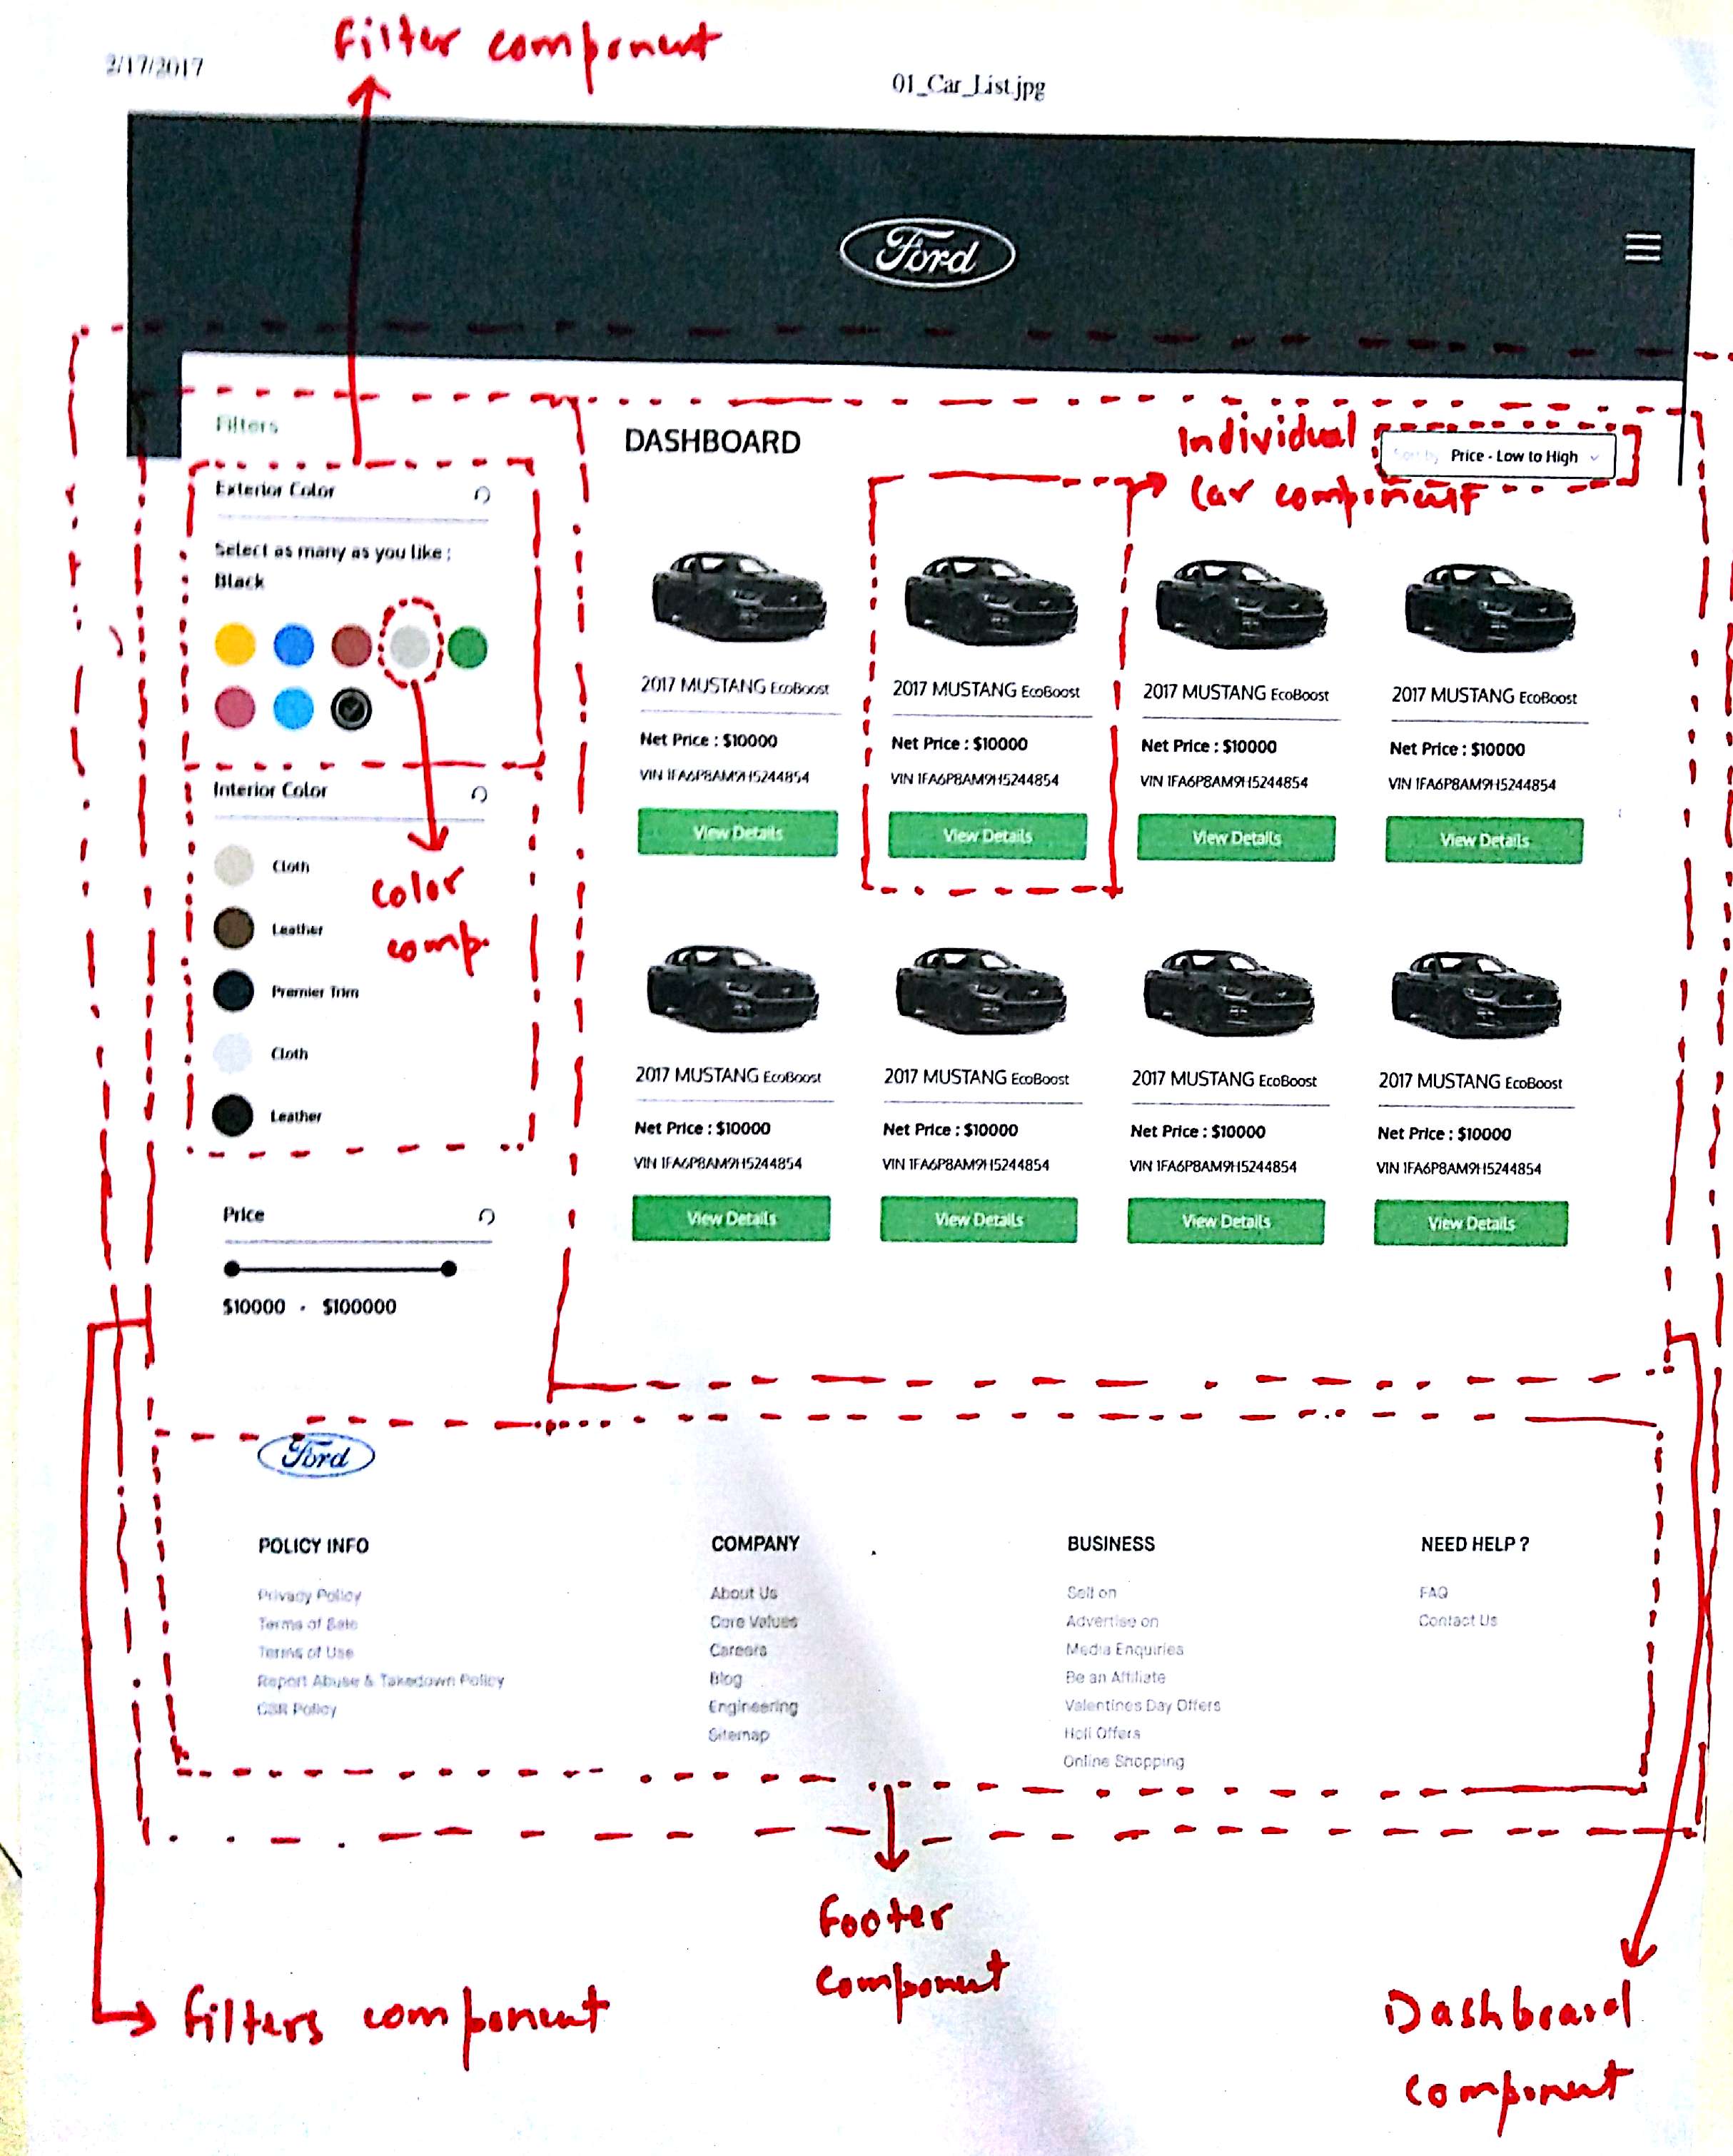 Filter component
2/17/2017
01_Car_List.jpg
Ford
Filters
DASHBOARD
Individual
Car component
Sort by Price - Low to High
Exterior Color
Select as many as you like :
Black
2017 MUSTANG EcoBoost
2017 MUSTANG EcoBoost
2017 MUSTANG EcoBoost
2017 MUSTANG EcoBoost
Net Price : $10000
Net Price : $10000
Net Price : $10000
Net Price : $10000
VIN 1FA6P8AM9H5244854
VIN 1FA6P8AM9H5244854
VIN 1FA6P8AM9H5244854
VIN 1FA6P8AM9H5244854
View Details
View Details
View Details
View Details
Interior Color
Cloth
Leather
Premier Trim
Cloth
Leather
color
comp.
2017 MUSTANG EcoBoost
2017 MUSTANG EcoBoost
2017 MUSTANG EcoBoost
2017 MUSTANG EcoBoost
Net Price : $10000
Net Price : $10000
Net Price : $10000
Net Price : $10000
VIN 1FA6P8AM9H5244854
VIN 1FA6P8AM9H5244854
VIN 1FA6P8AM9H5244854
VIN 1FA6P8AM9H5244854
View Details
View Details
View Details
View Details
Price
$10000 - $100000
Ford
POLICY INFO
Privacy Policy
Terms of Sale
Terms of Use
Report Abuse & Takedown Policy
CSR Policy
COMPANY
About Us
Core Values
Careers
Blog
Engineering
Sitemap
BUSINESS
Sell on
Advertise on
Media Enquiries
Be an Affiliate
Valentines Day Offers
Holi Offers
Online Shopping
NEED HELP ?
FAQ
Contact Us
Footer
component
Filters component
Dashboard
component